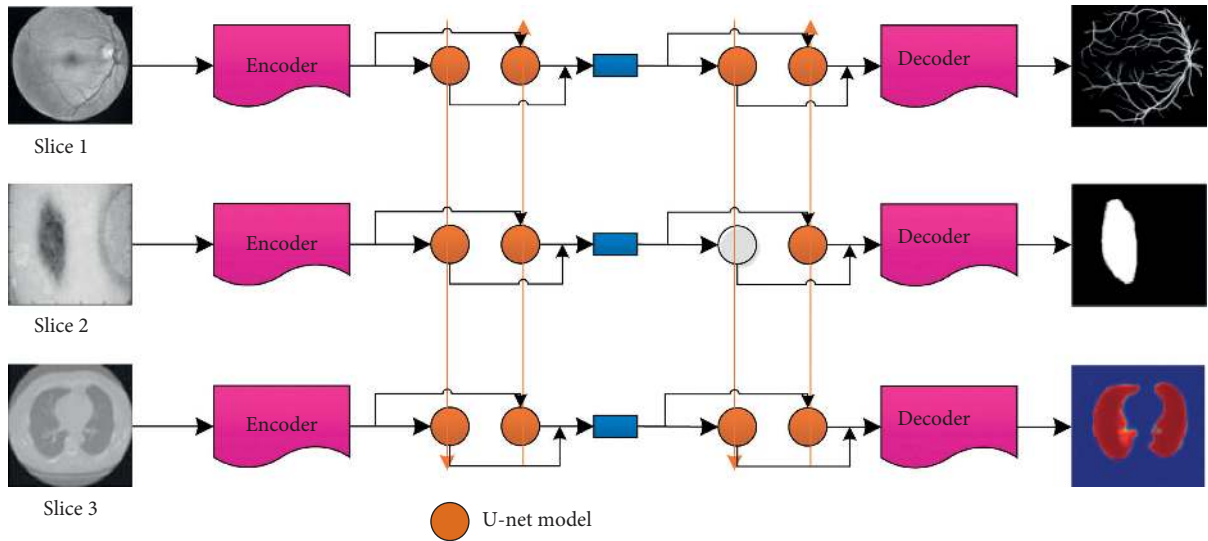 Encoder
Decoder
Slice 1
Encoder
Decoder
Slice 2
Encoder
Decoder
Slice 3
U-net model